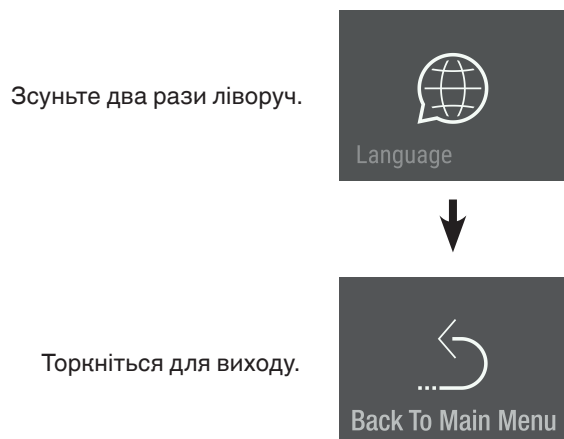 Зсуньте два рази ліворуч.
Language
Торкніться для виходу.
Back To Main Menu